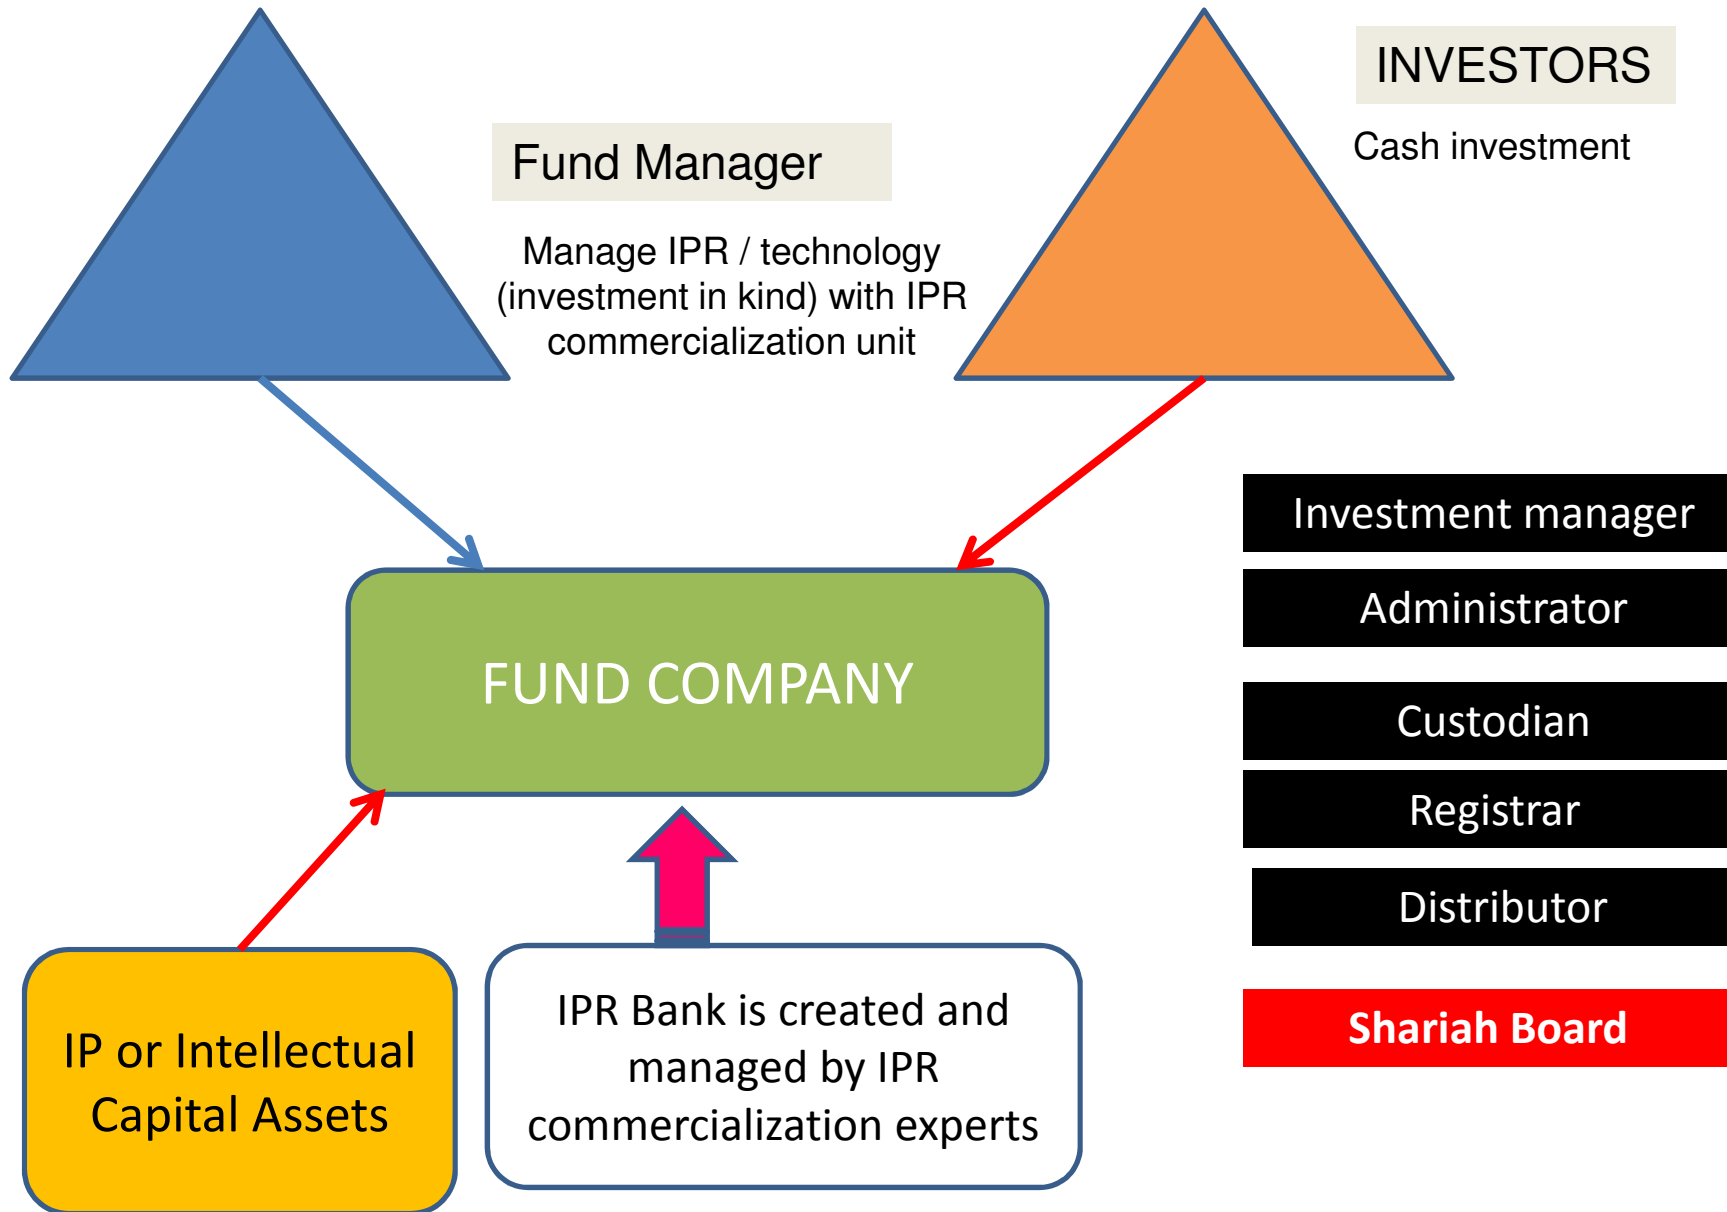 Fund Manager
Manage IPR / technology
(investment in kind) with IPR
commercialization unit
INVESTORS
Cash investment
FUND COMPANY
IP or Intellectual
Capital Assets
IPR Bank is created and
managed by IPR
commercialization experts
Investment manager
Administrator
Custodian
Registrar
Distributor
Shariah Board